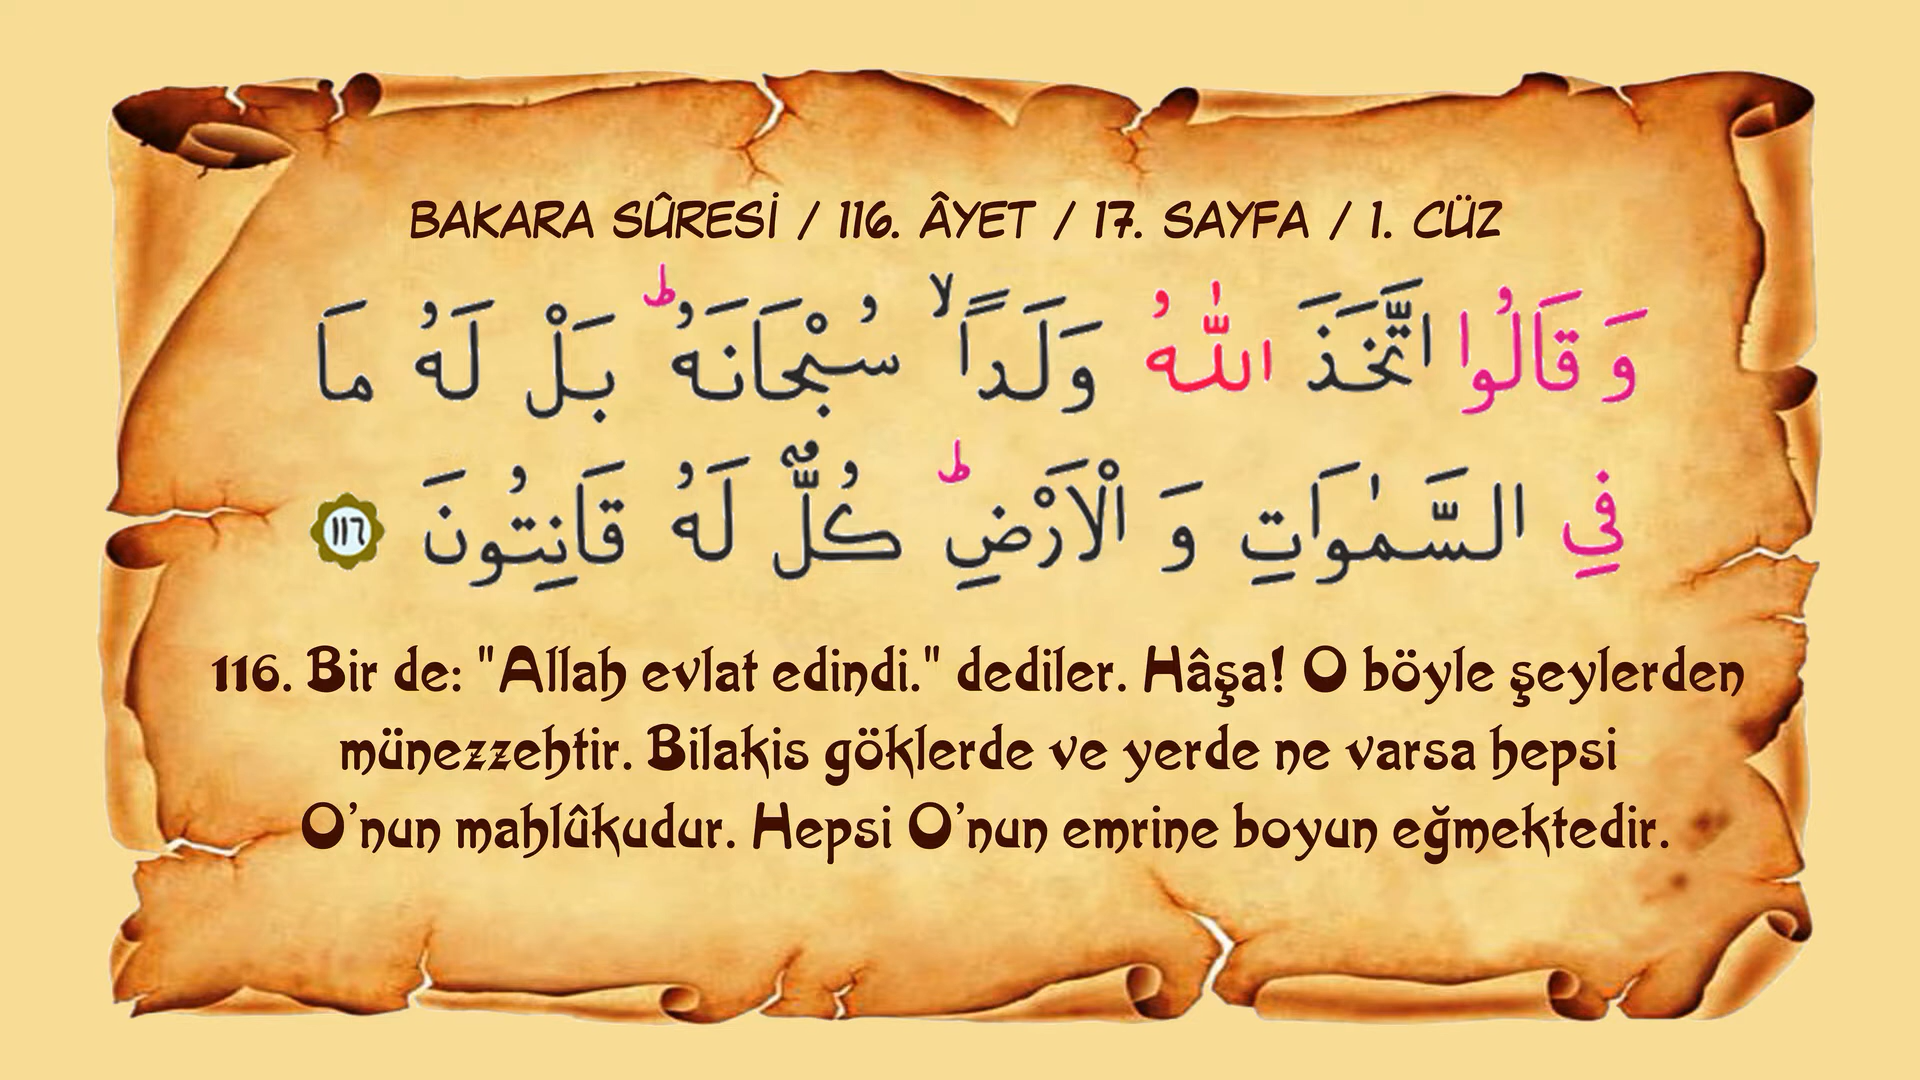 BAKARA SÛRESİ / 116. ÂYET / 17. SAYFA / 1. CÜZ
وَ قَالُوا اتَّخَذَ اللّٰهُ وَلَداًۙ سُبْحَانَهُۜ بَلْ لَهُ مَا
فِي السَّمٰوَاتِ وَ الْاَرْضِۜ كُلٌّ لَهُ قَانِتُونَ ١١٦
116. Bir de: "Allah evlat edindi." dediler. Hâşa! O böyle şeylerden
münezzehtir. Bilakis göklerde ve yerde ne varsa hepsi
O'nun mahlûkudur. Hepsi O'nun emrine boyun eğmektedir.